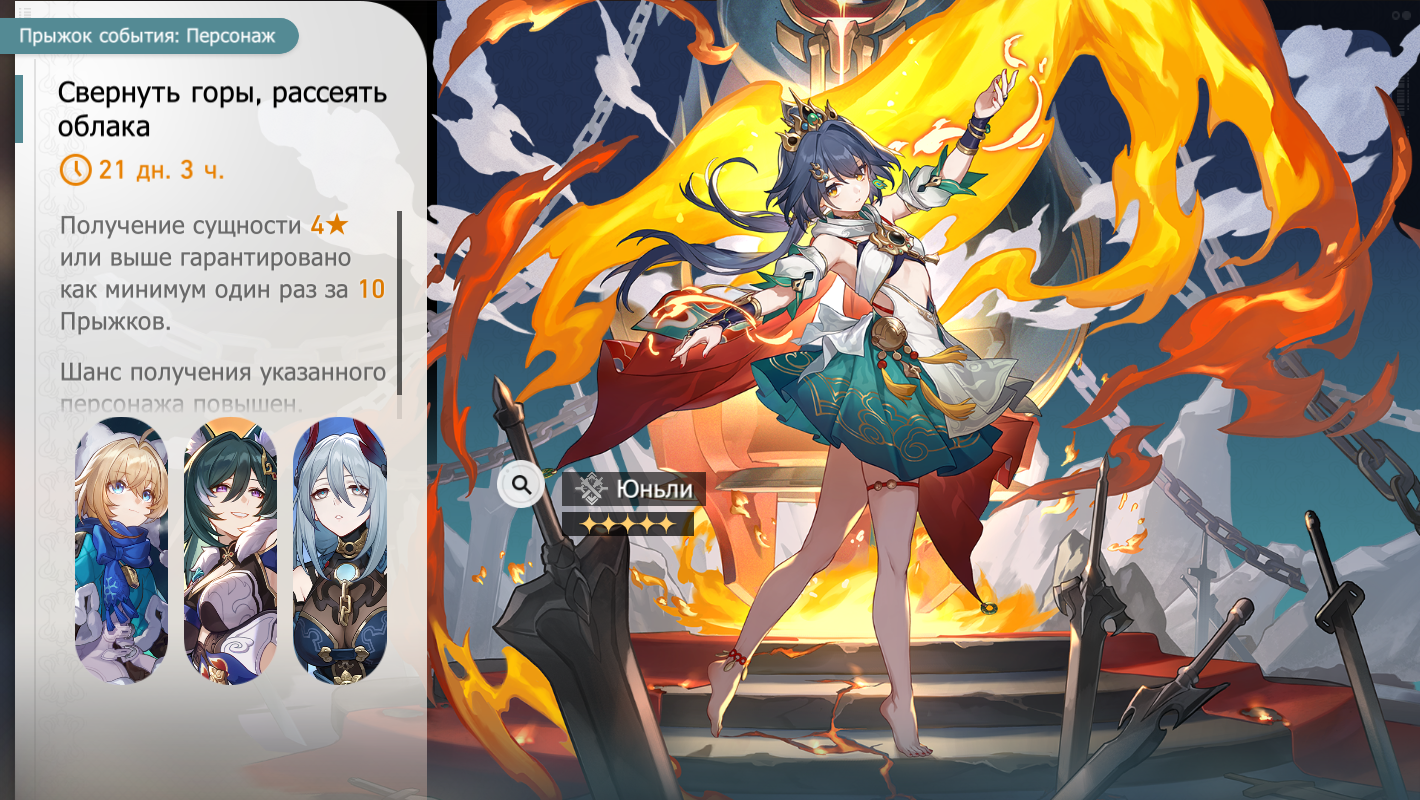 Прыжок события: Персонаж
Свернуть горы, рассеять
облака
21 дн. 3 ч.
Получение сущности 4★
или выше гарантировано
как минимум один раз за 10
Прыжков.
Шанс получения указанного
персонажа повышен.
Юньли